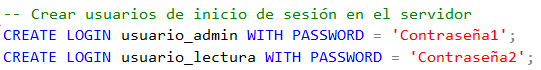 -- Crear usuarios de inicio de sesión en el servidor
CREATE LOGIN usuario_admin WITH PASSWORD = 'Contraseña1';
CREATE LOGIN usuario_lectura WITH PASSWORD = 'Contraseña2';